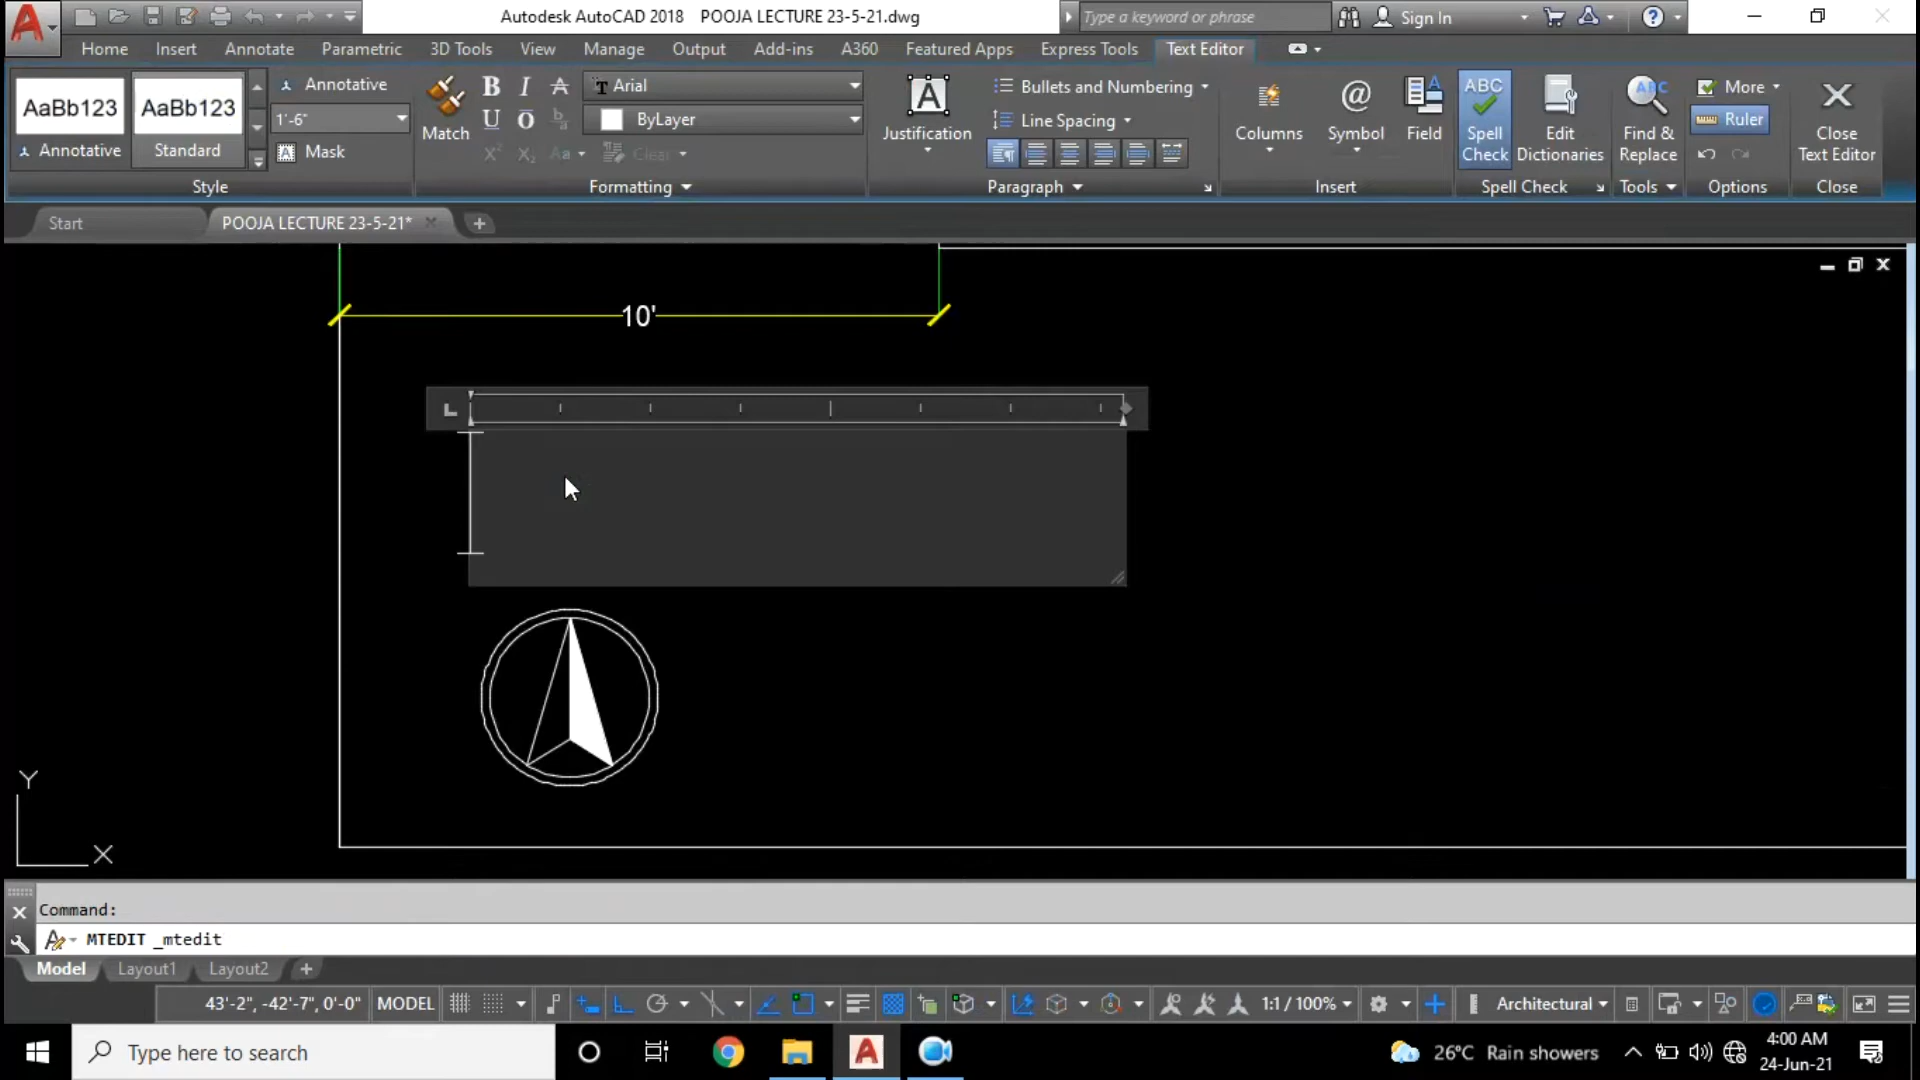 Autodesk AutoCAD 2018 POOJA LECTURE 23-5-21.dwg
Type a keyword or phrase
Sign In
Home Insert Annotate Parametric 3D Tools View Manage Output Add-ins A360 Featured Apps Express Tools Text Editor
AaBb123 AaBb123
Annotative Standard
Annotative
1'-6"
Mask
Style
Match
Arial
ByLayer
Clear
Formatting
Justification
Bullets and Numbering
Line Spacing
Paragraph
Columns
Symbol
Field
Insert
Spell
Check
Edit
Dictionaries
Spell Check
Find &
Replace
Tools
More
Ruler
Options
Close
Text Editor
Close
Start
POOJA LECTURE 23-5-21*
10'
Y
X
Command:
MTEDIT _mtedit
Model Layout1 Layout2
43'-2", -42'-7", 0'-0" MODEL 1:1 / 100% Architectural
Type here to search
26°C Rain showers
4:00 AM
24-Jun-21